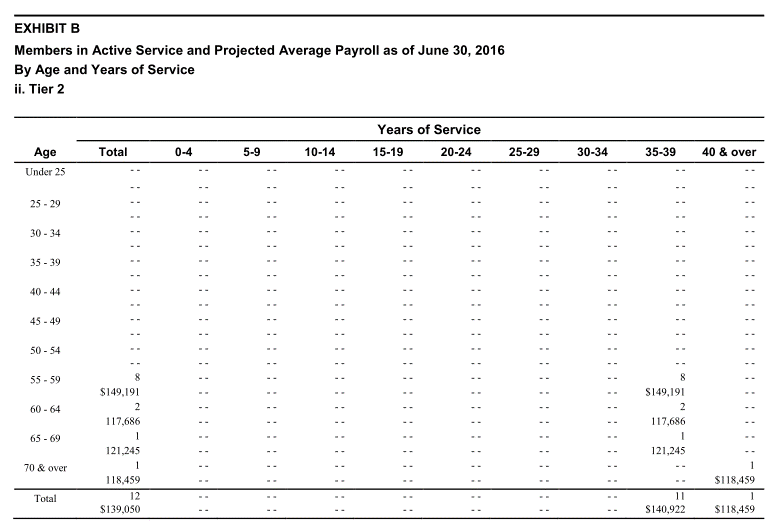 EXHIBIT B
Members in Active Service and Projected Average Payroll as of June 30, 2016
By Age and Years of Service
ii. Tier 2
Years of Service
Age Total 0-4 5-9 10-14 15-19 20-24 25-29 30-34 35-39 40 & over
Under 25 - - - - - - - - - - - - - - - - - - - -
- - - - - - - - - - - - - - - - - - - -
25 - 29 - - - - - - - - - - - - - - - - - - - -
- - - - - - - - - - - - - - - - - - - -
30 - 34 - - - - - - - - - - - - - - - - - - - -
- - - - - - - - - - - - - - - - - - - -
35 - 39 - - - - - - - - - - - - - - - - - - - -
- - - - - - - - - - - - - - - - - - - -
40 - 44 - - - - - - - - - - - - - - - - - - - -
- - - - - - - - - - - - - - - - - - - -
45 - 49 - - - - - - - - - - - - - - - - - - - -
- - - - - - - - - - - - - - - - - - - -
50 - 54 - - - - - - - - - - - - - - - - - - - -
- - - - - - - - - - - - - - - - - - - -
55 - 59 8 - - - - - - - - - - - - - - 8 - -
$149,191 - - - - - - - - - - - - - - $149,191 - -
60 - 64 2 - - - - - - - - - - - - - - 2 - -
117,686 - - - - - - - - - - - - - - 117,686 - -
65 - 69 1 - - - - - - - - - - - - - - 1 - -
121,245 - - - - - - - - - - - - - - 121,245 - -
70 & over 1 - - - - - - - - - - - - - - - - 1
118,459 - - - - - - - - - - - - - - - - $118,459
Total 12 - - - - - - - - - - - - - - 11 1
$139,050 - - - - - - - - - - - - - - $140,922 $118,459